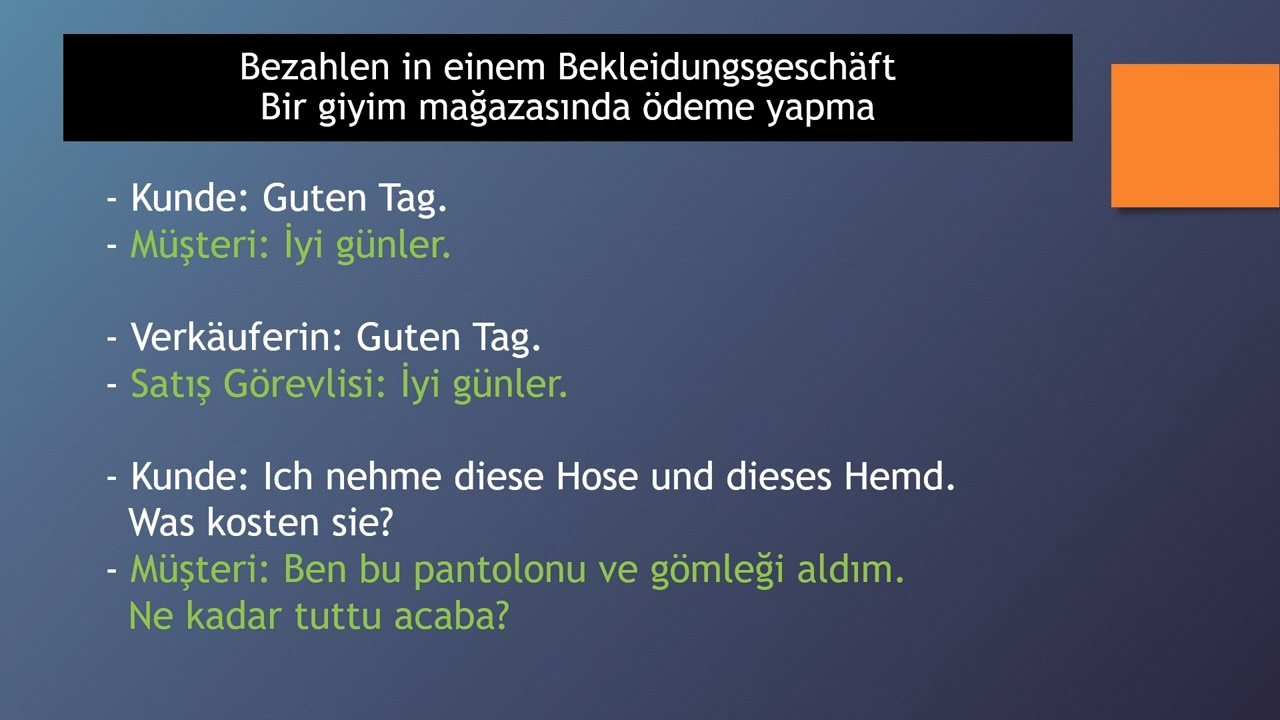 Bezahlen in einem Bekleidungsgeschäft
Bir giyim mağazasında ödeme yapma
- Kunde: Guten Tag.
- Müşteri: İyi günler.
- Verkäuferin: Guten Tag.
- Satış Görevlisi: İyi günler.
- Kunde: Ich nehme diese Hose und dieses Hemd.
Was kosten sie?
- Müşteri: Ben bu pantolonu ve gömleği aldım.
Ne kadar tuttu acaba?